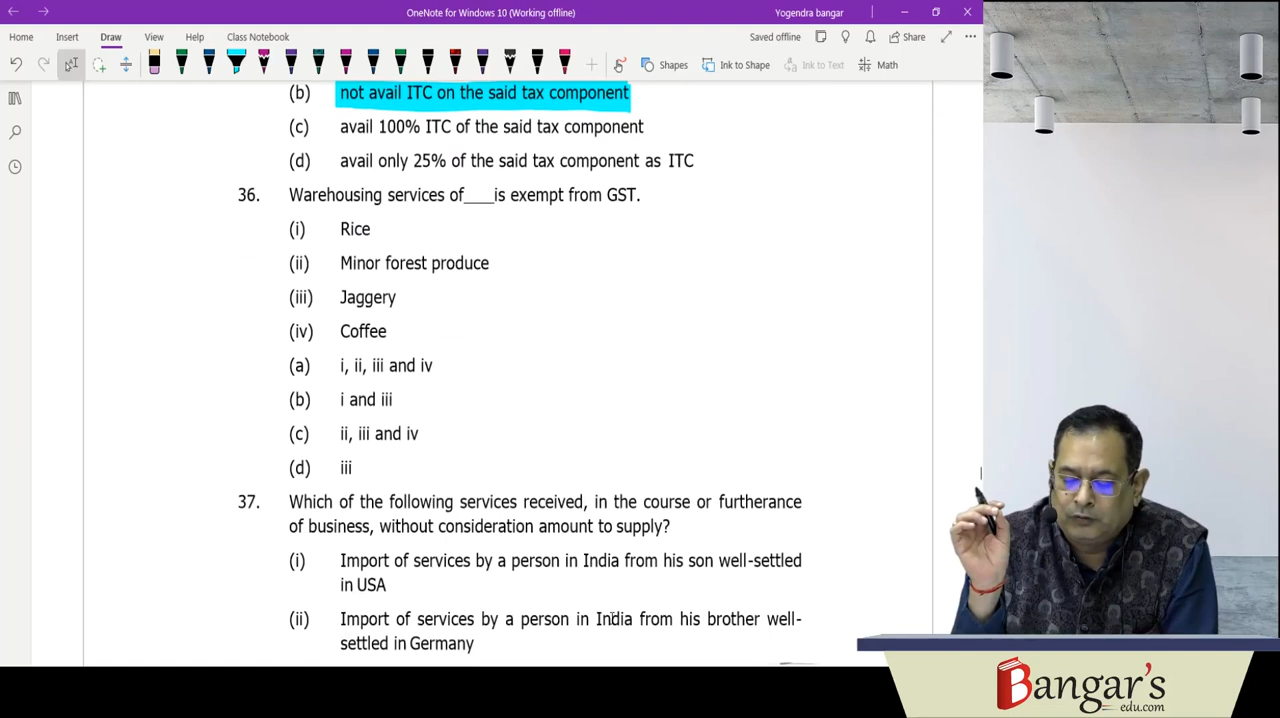 OneNote for Windows 10 (Working offline)
Yogendra bangar
Home Insert Draw View Help Class Notebook
Saved offline Share
Shapes Ink to Shape Ink to Text Math
(b) not avail ITC on the said tax component
(c) avail 100% ITC of the said tax component
(d) avail only 25% of the said tax component as ITC
36. Warehousing services of____is exempt from GST.
(i) Rice
(ii) Minor forest produce
(iii) Jaggery
(iv) Coffee
(a) i, ii, iii and iv
(b) i and iii
(c) ii, iii and iv
(d) iii
37. Which of the following services received, in the course or furtherance
of business, without consideration amount to supply?
(i) Import of services by a person in India from his son well-settled
in USA
(ii) Import of services by a person in India from his brother well-
settled in Germany
Bangar's
edu.com